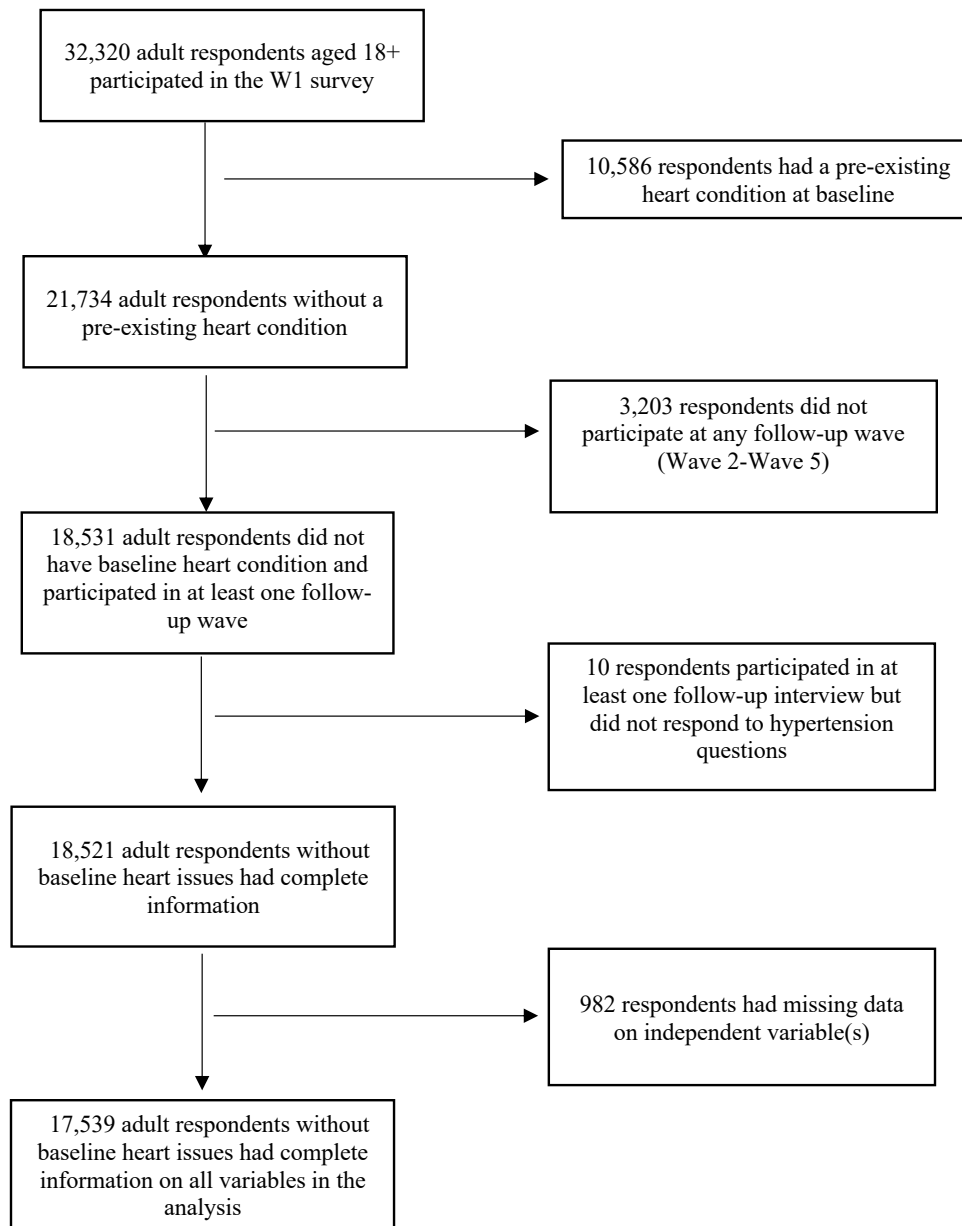 32,320 adult respondents aged 18+
participated in the W1 survey
10,586 respondents had a pre-existing
heart condition at baseline
21,734 adult respondents without a
pre-existing heart condition
3,203 respondents did not
participate at any follow-up wave
(Wave 2-Wave 5)
18,531 adult respondents did not
have baseline heart condition and
participated in at least one follow-
up wave
10 respondents participated in at
least one follow-up interview but
did not respond to hypertension
questions
18,521 adult respondents without
baseline heart issues had complete
information
982 respondents had missing data
on independent variable(s)
17,539 adult respondents without
baseline heart issues had complete
information on all variables in the
analysis